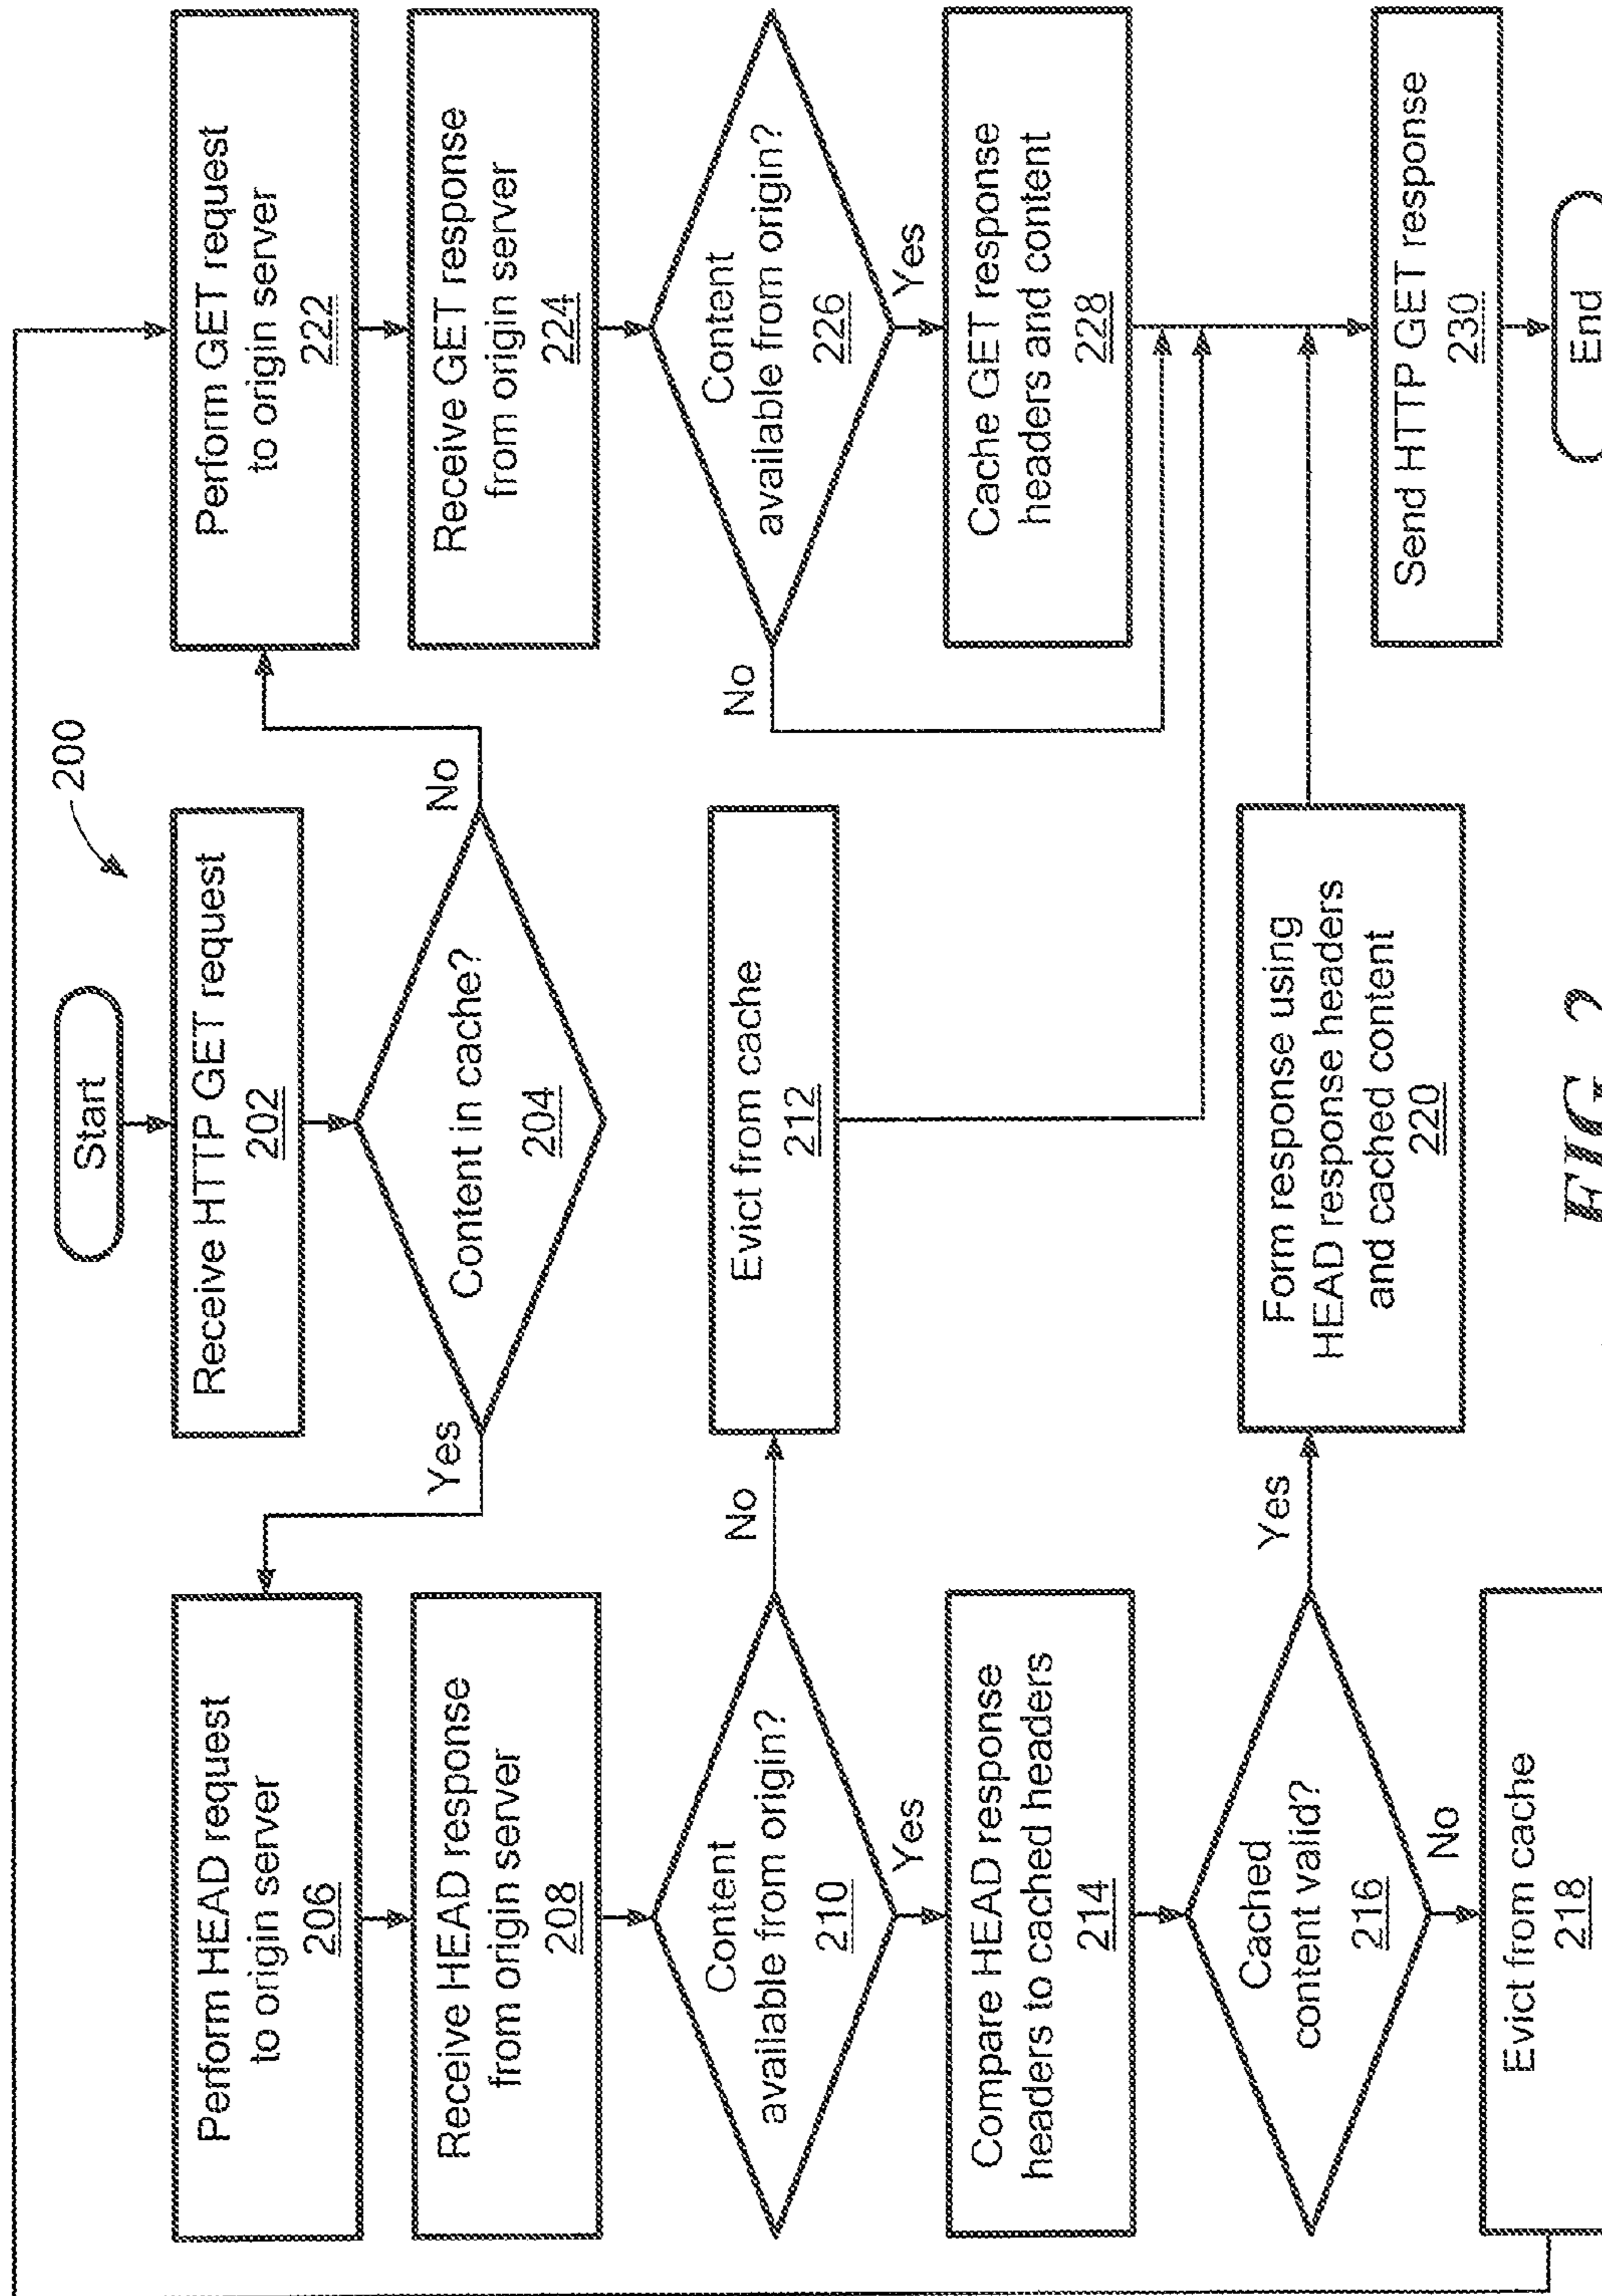 200
Start
Receive HTTP GET request
202
Content in cache?
204
Yes
No
Perform HEAD request
to origin server
206
Receive HEAD response
from origin server
208
Content
available from origin?
210
No
Yes
Evict from cache
212
Compare HEAD response
headers to cached headers
214
Cached
content valid?
216
Yes
No
Evict from cache
218
Form response using
HEAD response headers
and cached content
220
Perform GET request
to origin server
222
Receive GET response
from origin server
224
Content
available from origin?
226
No
Yes
Cache GET response
headers and content
228
Send HTTP GET response
230
End
FIG. 2